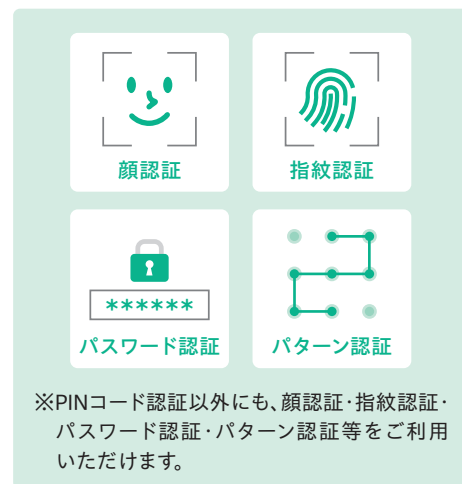 顔認証
指紋認証
******
パスワード認証
パターン認証
※PINコード認証以外にも、顔認証・指紋認証・
パスワード認証・パターン認証等をご利用
いただけます。